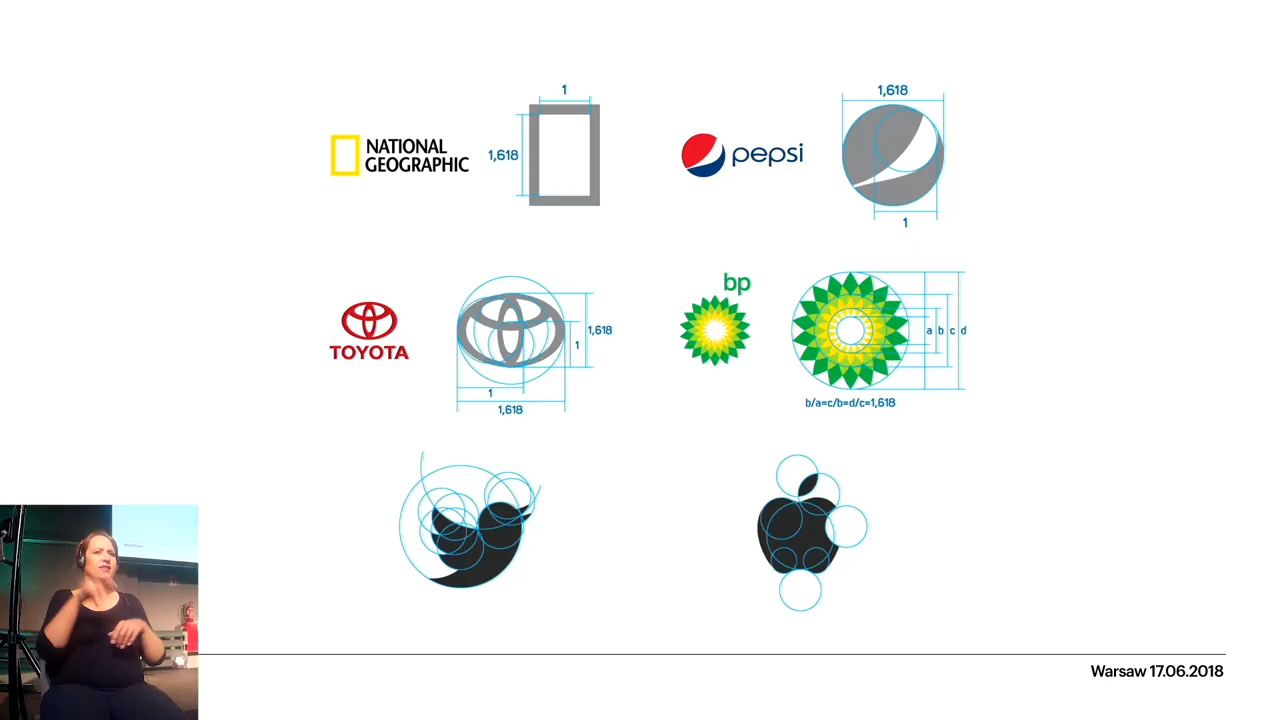 1
1,618
NATIONAL
GEOGRAPHIC
1,618
pepsi
1
bp
TOYOTA
1,618
1
a b c d
1
1,618
b/a=c/b=d/c=1,618
Warsaw 17.06.2018